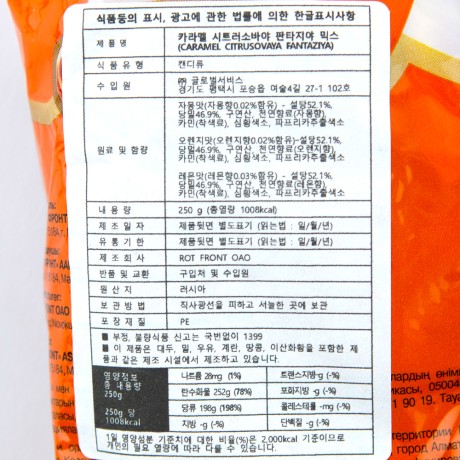 식품등의 표시, 광고에 관한 법률에 의한 한글표시사항
제 품 명 카라멜 시트러소바야 판타지야 믹스
(CARAMEL CITRUSOVAYA FANTAZIYA)
식 품 유 형 캔디류
수 입 원 ㈜ 글로벌서비스
경기도 평택시 포승읍 여술4길 27-1 102호
원료 및 함량
자몽맛(자몽향0.02%함유) - 설탕52.1%,
당밀46.9%, 구연산, 천연향료(자몽향),
카민(착색료), 심황색소, 파프리카추출색소
오렌지맛(오렌지향0.02%함유)-설탕52.1%,
당밀46.9%, 구연산, 천연향료(오렌지향),
카민(착색료), 심황색소, 파프리카추출색소
레몬맛(레몬향0.03%함유) - 설탕52.1%,
당밀46.9%, 구연산, 천연향료(레몬향),
카민(착색료), 심황색소, 파프리카추출색소
내 용 량 250 g (총열량 1008kcal)
제 조 일 자 제품뒷면 별도표기 (읽는법 : 일/월/년)
유 통 기 한 제품뒷면 별도표기 (읽는법 : 일/월/년)
제 조 회 사 ROT FRONT OAO
반품 및 교환 구입처 및 수입원
원 산 지 러시아
보 관 방 법 직사광선을 피하고 서늘한 곳에 보관
포 장 재 질 PE
■ 부정, 불량식품 신고는 국번없이 1399
■ 이 제품은 대두, 밀, 우유, 계란, 땅콩, 이산화황을 포함한 제
품과 같은 제조 시설에서 제조하고 있습니다.
영양정보
총 내용량
250g
250g 당
1008kcal
나트륨 28mg (1%) 트랜스지방 -g (-%)
탄수화물 252g (78%) 포화지방 -g (-%)
당류 198g (198%) 콜레스테롤 -mg (-%)
지방 -g (-%) 단백질 -g (-%)
1일 영양성분 기준치에 대한 비율(%)은 2,000kcal 기준이므로
개인의 필요 열량에 따라 다를 수 있습니다.